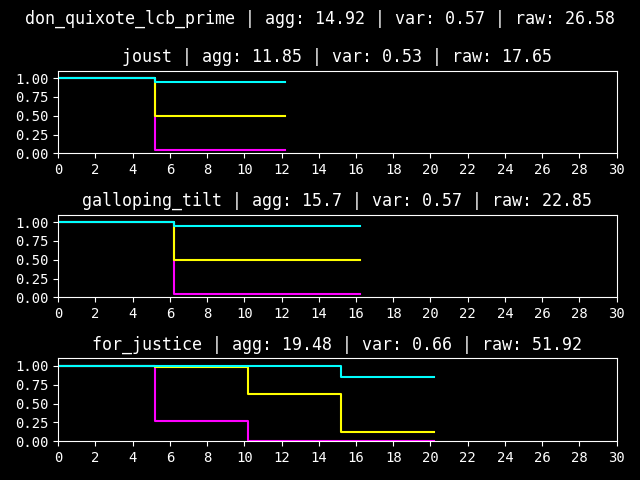 don_quixote_lcb_prime | agg: 14.92 | var: 0.57 | raw: 26.58
joust | agg: 11.85 | var: 0.53 | raw: 17.65
1.00
0.75
0.50
0.25
0.00
0 2 4 6 8 10 12 14 16 18 20 22 24 26 28 30
galloping_tilt | agg: 15.7 | var: 0.57 | raw: 22.85
1.00
0.75
0.50
0.25
0.00
0 2 4 6 8 10 12 14 16 18 20 22 24 26 28 30
for_justice | agg: 19.48 | var: 0.66 | raw: 51.92
1.00
0.75
0.50
0.25
0.00
0 2 4 6 8 10 12 14 16 18 20 22 24 26 28 30